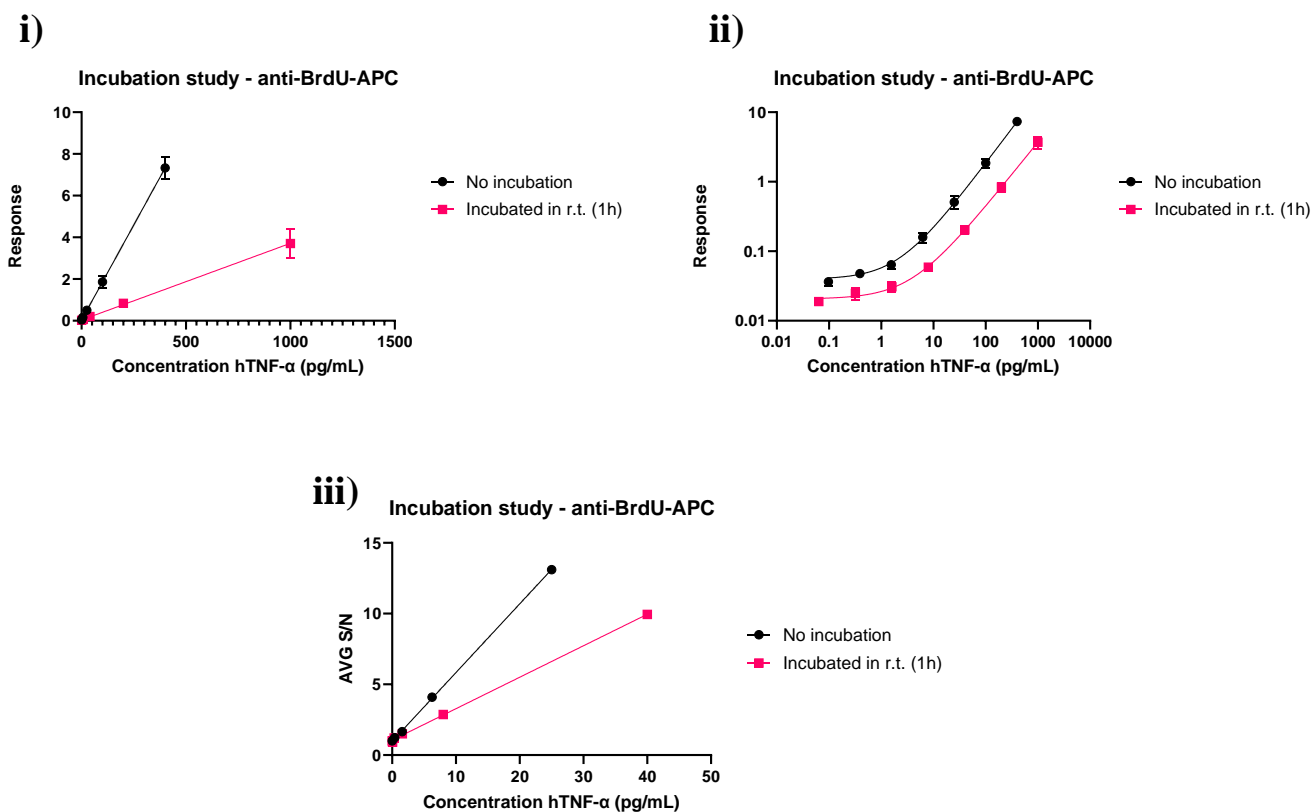 i)
Incubation study - anti-BrdU-APC
Response
10
8
6
4
2
0
0 500 1000 1500
Concentration hTNF-α (pg/mL)
No incubation
Incubated in r.t. (1h)
ii)
Incubation study - anti-BrdU-APC
Response
10
1
0.1
0.01
0.01 0.1 1 10 100 1000 10000
Concentration hTNF-α (pg/mL)
No incubation
Incubated in r.t. (1h)
iii)
Incubation study - anti-BrdU-APC
AVG S/N
15
10
5
0
0 10 20 30 40 50
Concentration hTNF-α (pg/mL)
No incubation
Incubated in r.t. (1h)